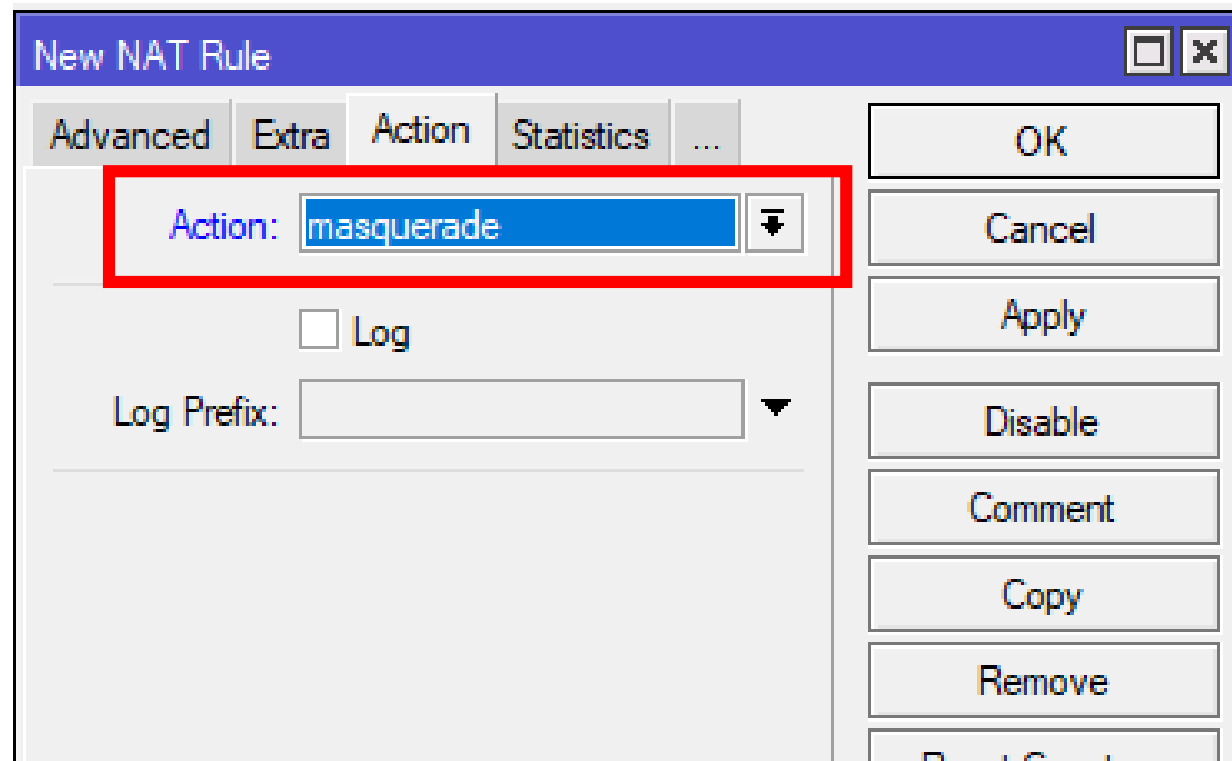 New NAT Rule
Advanced Extra Action Statistics ...
Action: masquerade
Log
Log Prefix:
OK
Cancel
Apply
Disable
Comment
Copy
Remove